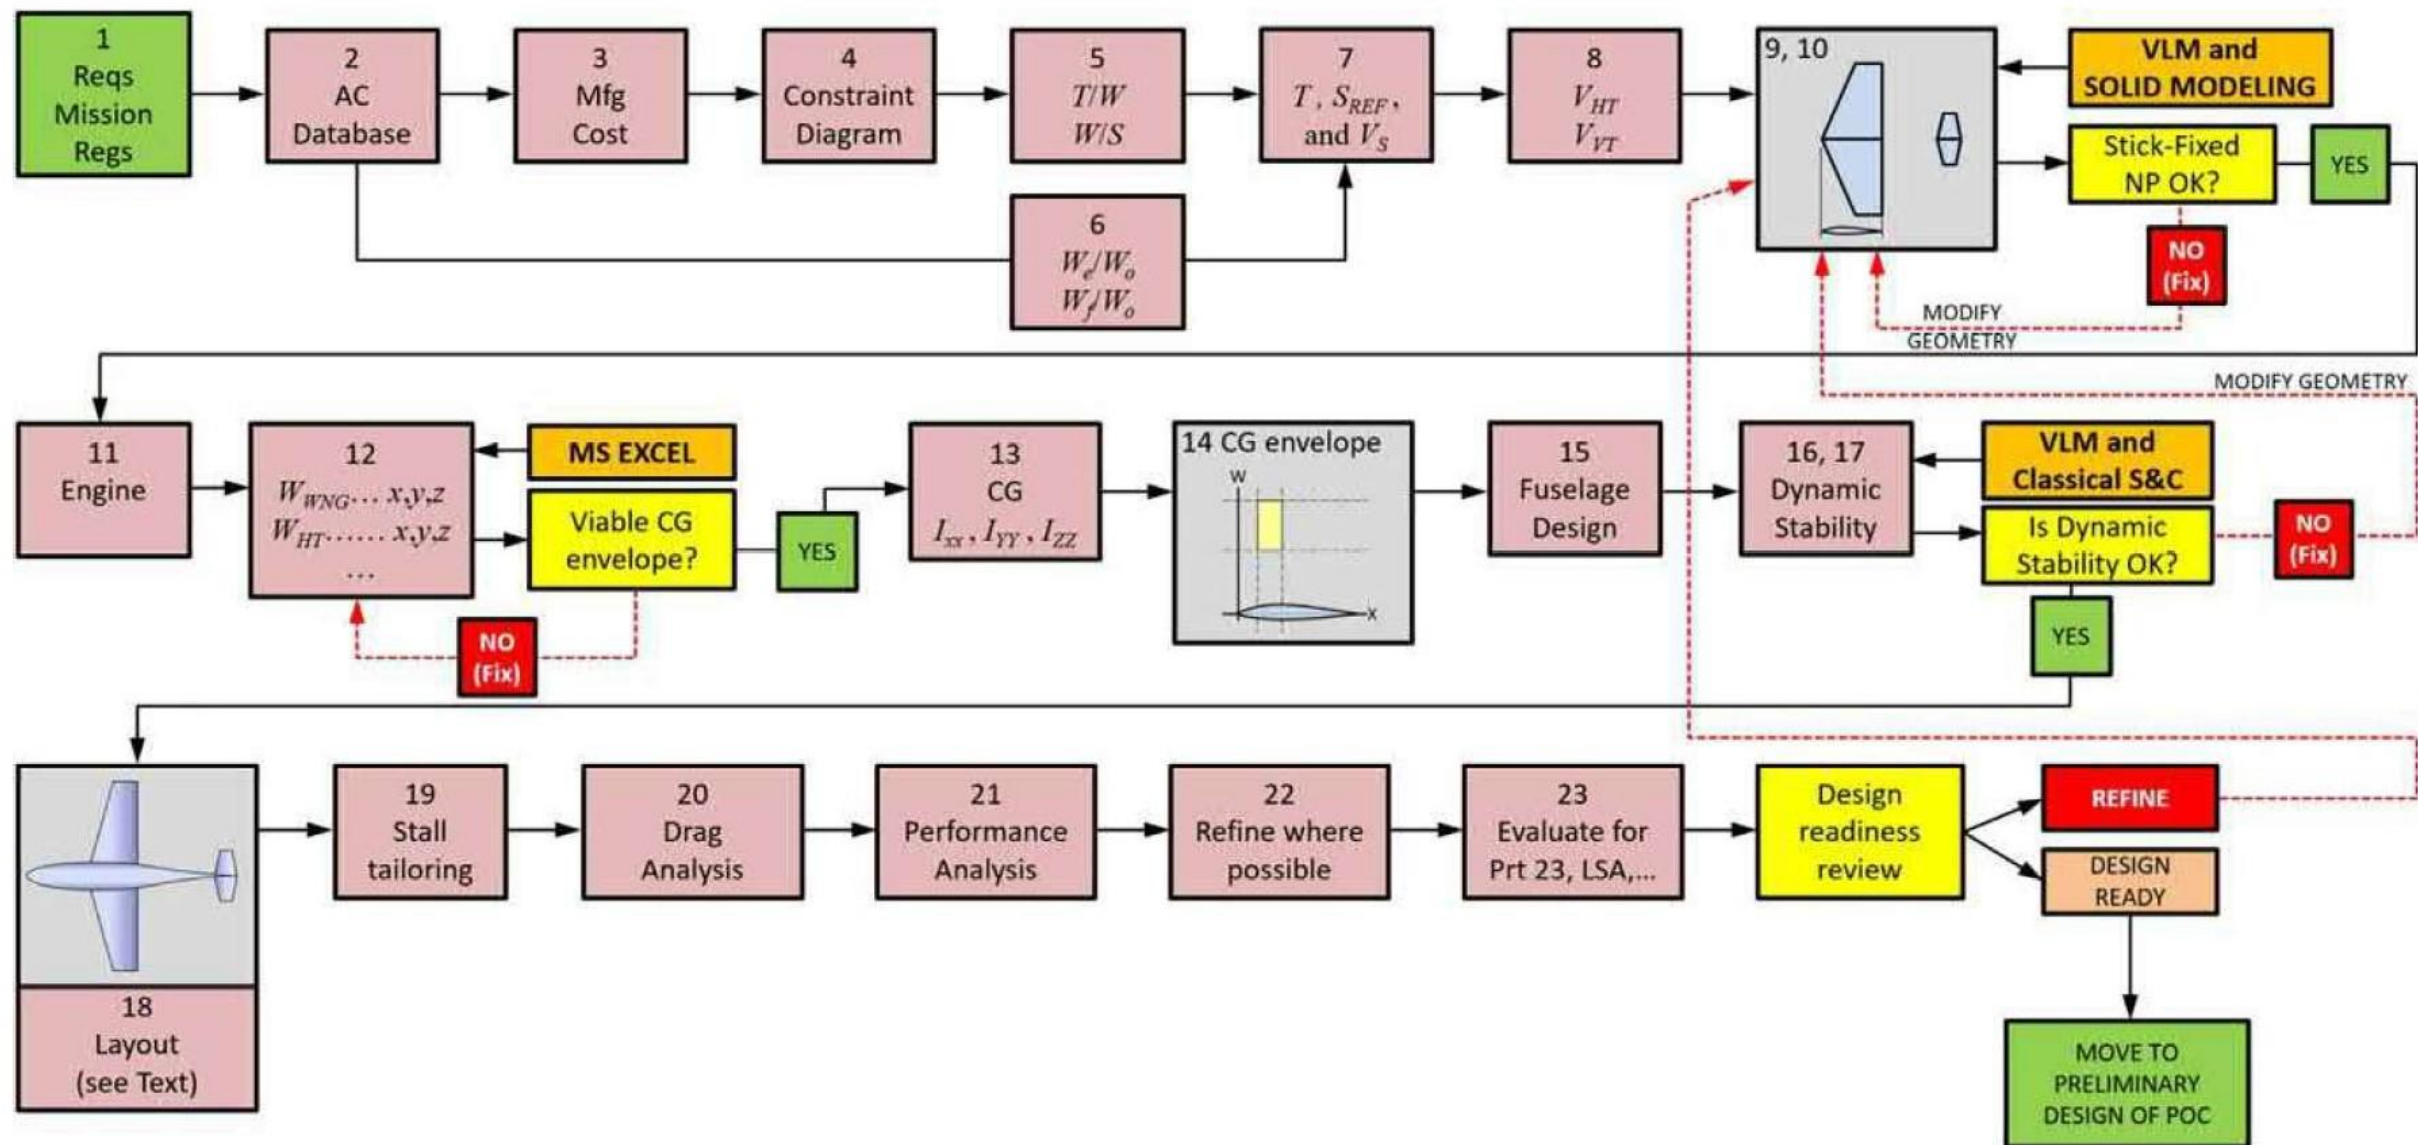 1
Reqs
Mission
Regs
2
AC
Database
3
Mfg
Cost
4
Constraint
Diagram
5
T/W
W/S
6
W_e/W_o
W_f/W_o
7
T, S_REF,
and V_S
8
V_HT
V_VT
9, 10
VLM and
SOLID MODELING
Stick-Fixed
NP OK?
YES
NO
(Fix)
MODIFY
GEOMETRY
MODIFY GEOMETRY
11
Engine
12
W_WNG... x,y,z
W_HT...... x,y,z
...
MS EXCEL
Viable CG
envelope?
YES
NO
(Fix)
13
CG
I_xx, I_YY, I_ZZ
14 CG envelope
W
X
15
Fuselage
Design
16, 17
Dynamic
Stability
VLM and
Classical S&C
Is Dynamic
Stability OK?
NO
(Fix)
YES
18
Layout
(see Text)
19
Stall
tailoring
20
Drag
Analysis
21
Performance
Analysis
22
Refine where
possible
23
Evaluate for
Prt 23, LSA,...
Design
readiness
review
REFINE
DESIGN
READY
MOVE TO
PRELIMINARY
DESIGN OF POC